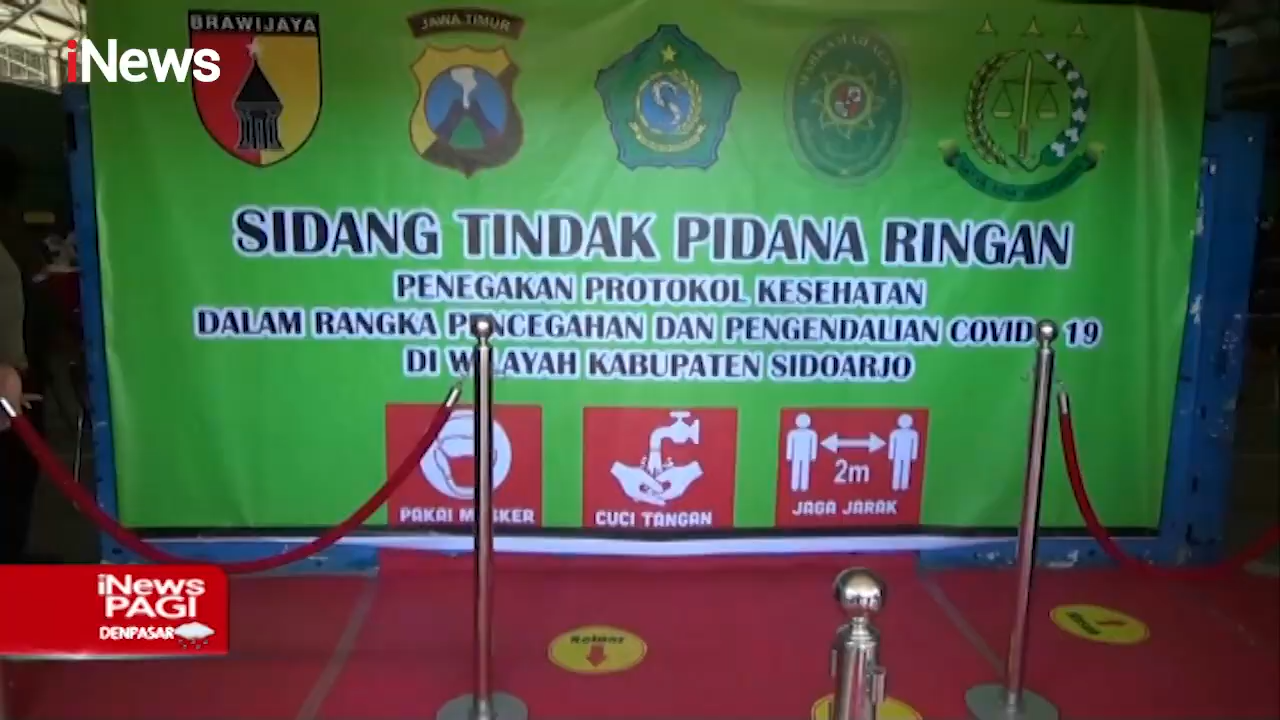 BRAWIJAYA
JAWA TIMUR
iNews
SIDANG TINDAK PIDANA RINGAN
PENEGAKAN PROTOKOL KESEHATAN
DALAM RANGKA PENCEGAHAN DAN PENGENDALIAN COVID 19
DI WILAYAH KABUPATEN SIDOARJO
2m
PAKAI MASKER
CUCI TANGAN
JAGA JARAK
iNews
PAGI
DENPASAR